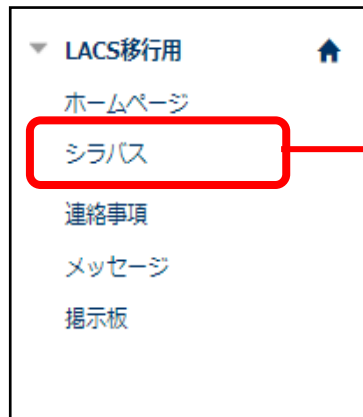 LACS移行用
ホームページ
シラバス
連絡事項
メッセージ
掲示板